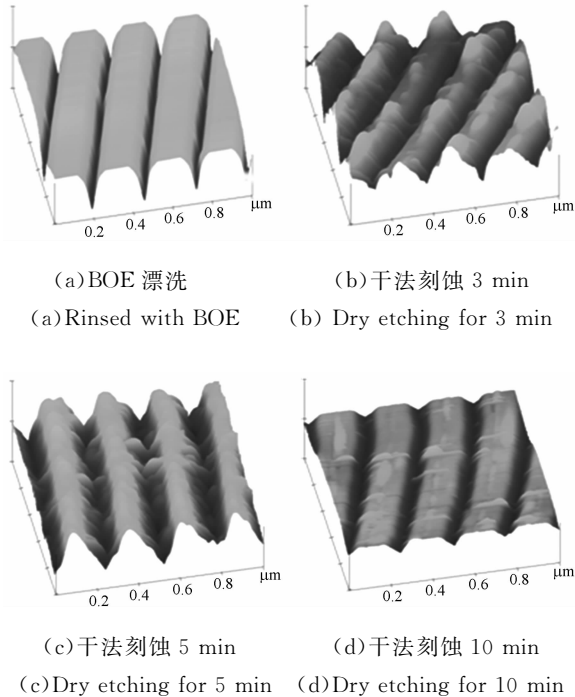 0.2 0.4 0.6 0.8 μm
0.2 0.4 0.6 0.8 μm
(a)BOE 漂洗
(b)干法刻蚀 3 min
(a)Rinsed with BOE
(b) Dry etching for 3 min
0.2 0.4 0.6 0.8 μm
0.2 0.4 0.6 0.8 μm
(c)干法刻蚀 5 min
(d)干法刻蚀 10 min
(c)Dry etching for 5 min
(d)Dry etching for 10 min